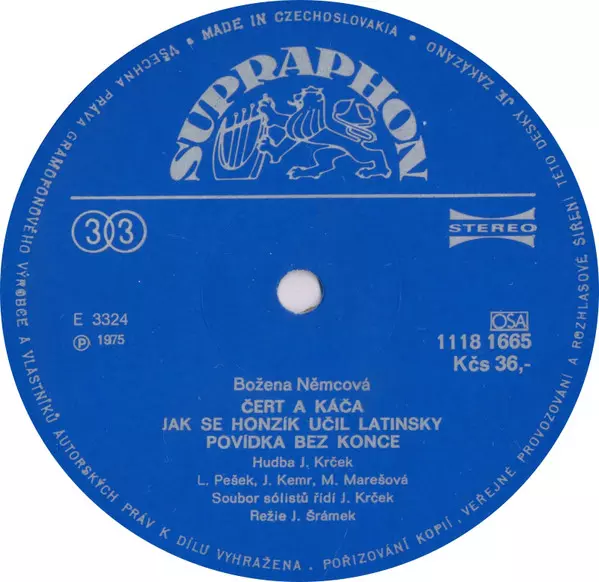 • MADE IN CZECHOSLOVAKIA •
VŠECHNA PRÁVA GRAMOFONOVÉHO VÝROBCE A VLASTNÍKŮ AUTORSKÝCH PRÁV K DÍLU VYHRAŽENA. POŘIZOVÁNÍ KOPIÍ, VEŘEJNÉ PROVOZOVÁNÍ A ROZHLASOVÉ ŠÍŘENÍ TÉTO DESKY JE ZAKÁZÁNO
SUPRAPHON
33
STEREO
E 3324
Ⓟ 1975
OSA
1118 1665
Kčs 36,-
Božena Němcová
ČERT A KÁČA
JAK SE HONZÍK UČIL LATINSKY
POVÍDKA BEZ KONCE
Hudba J. Krček
L. Pešek, J. Kemr, M. Marešová
Soubor sólistů řídí J. Krček
Režie J. Šrámek